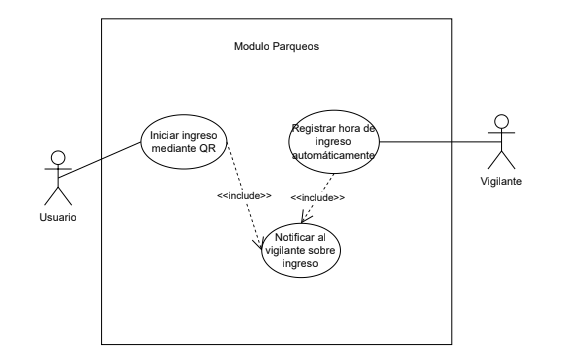 Modulo Parqueos
Iniciar ingreso
mediante QR
Registrar hora de
ingreso
automáticamente
Usuario
Vigilante
<<include>>
<<include>>
Notificar al
vigilante sobre
ingreso